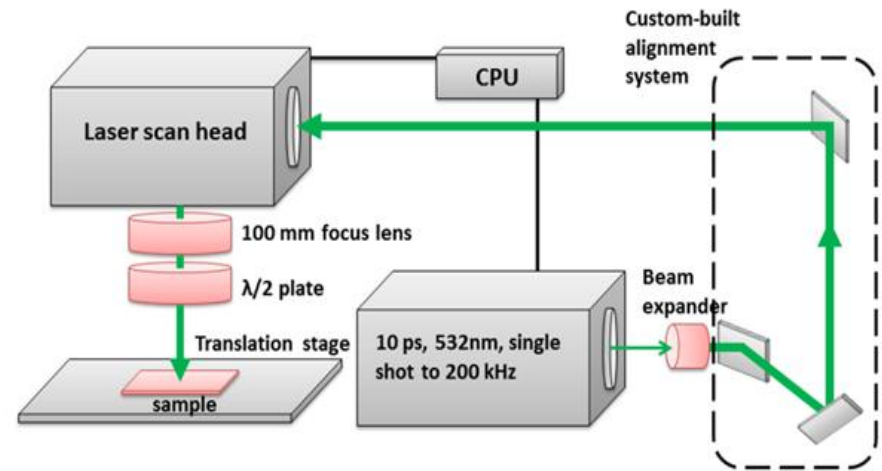 Custom-built
alignment
system
CPU
Laser scan head
100 mm focus lens
λ/2 plate
Beam
expander
Translation stage
10 ps, 532nm, single
shot to 200 kHz
sample